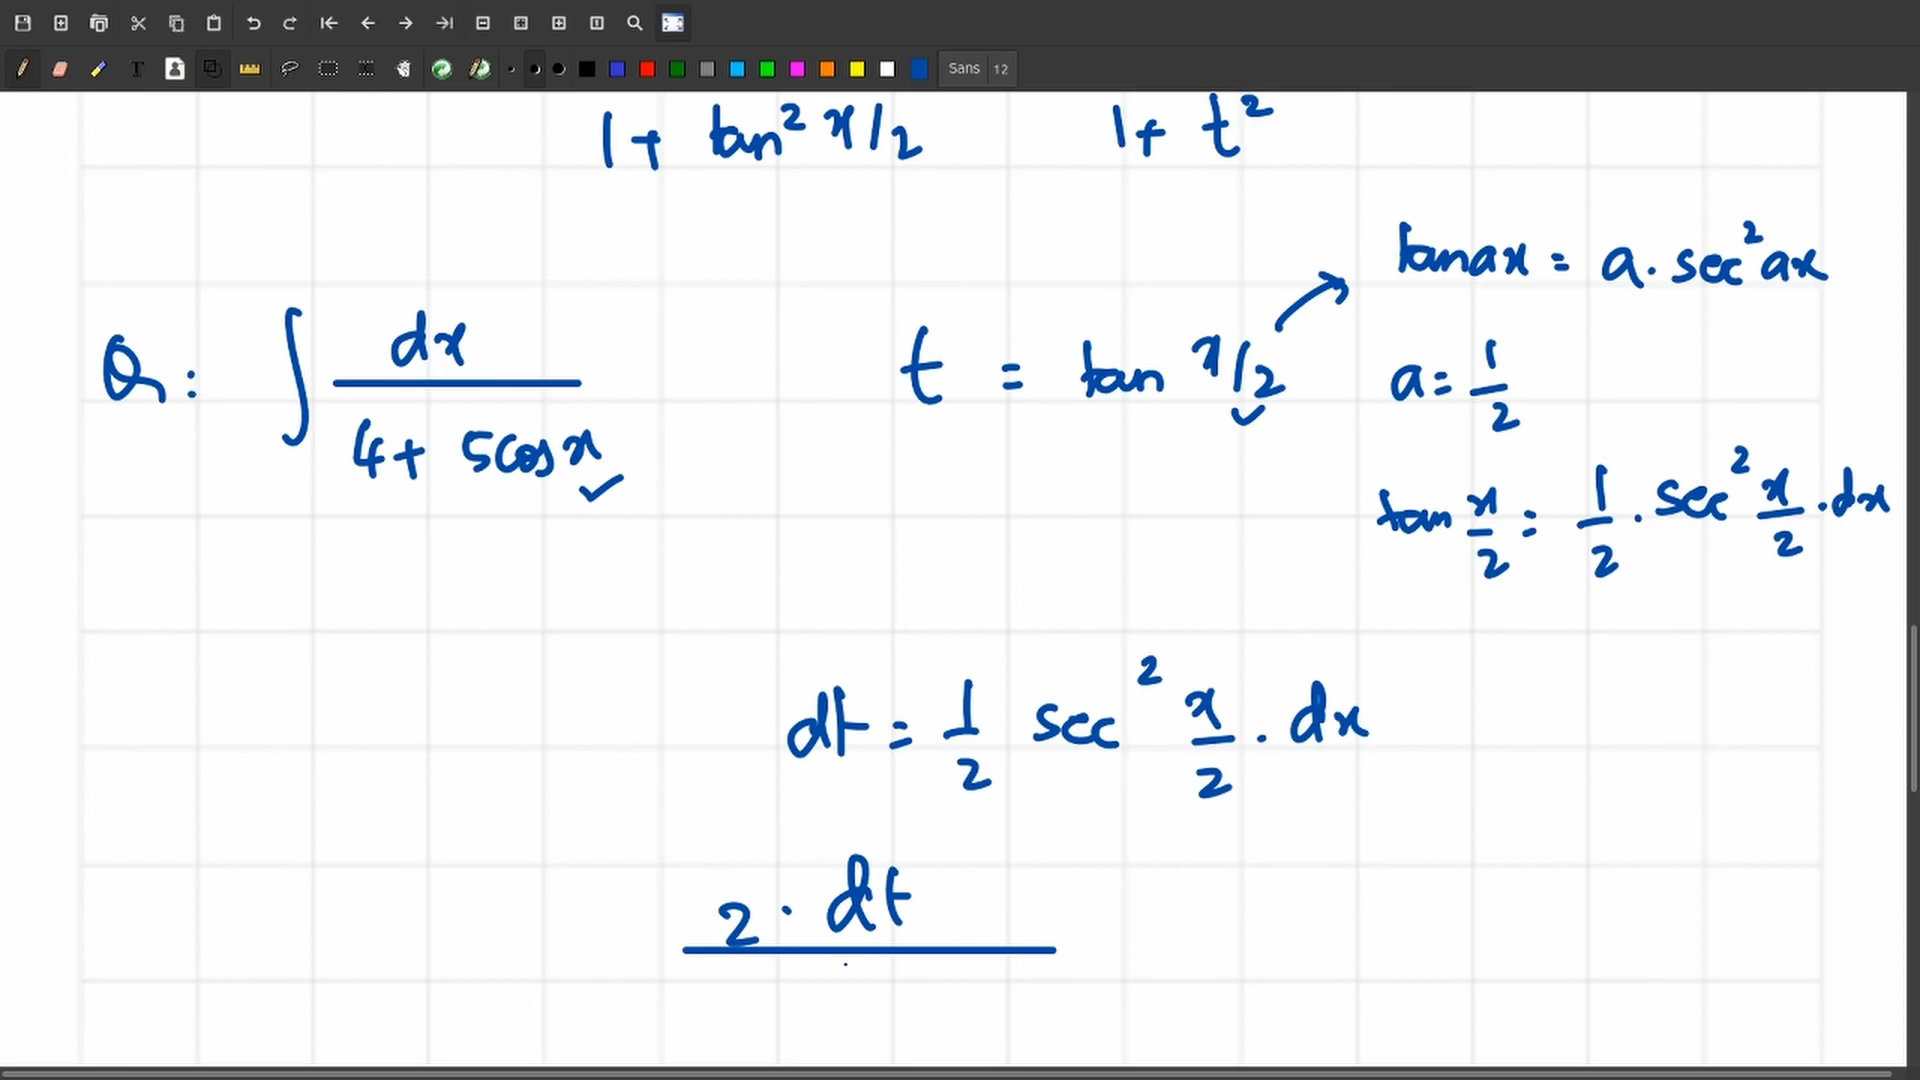 Sans 12
1 + tan² x/2    1 + t²
tan ax = a. sec² ax
Q: ∫ dx / (4 + 5cosx)    t = tan x/2    a = 1/2
tan x/2 = 1/2 . sec² x/2 . dx
dt = 1/2 sec² x/2 . dx
2 . dt